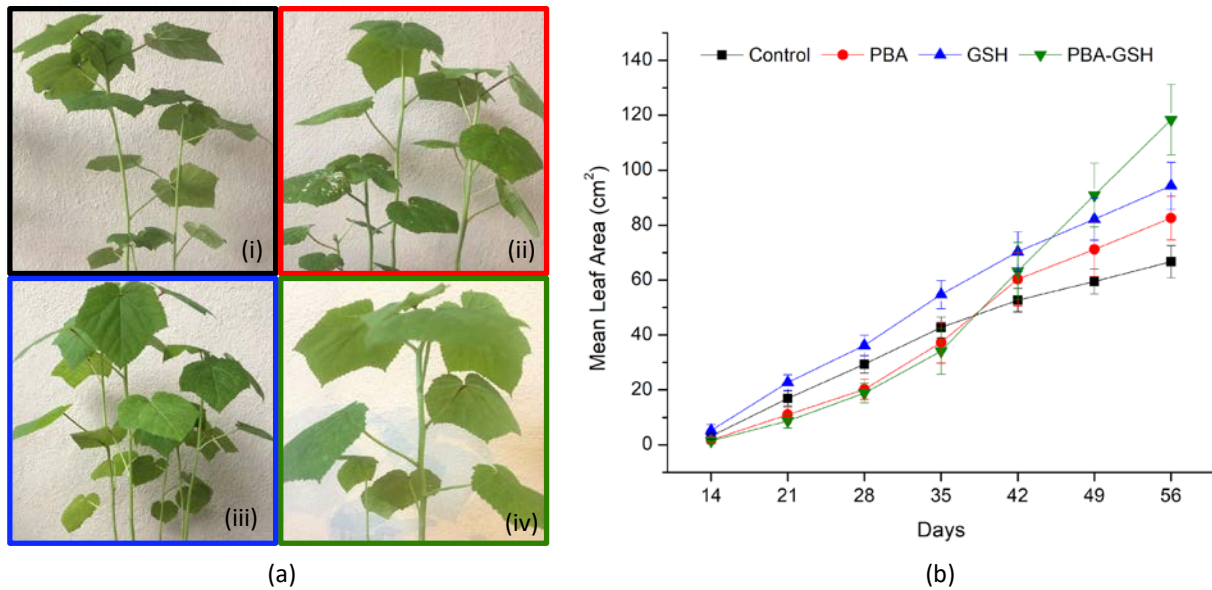 (i)
(ii)
(iii)
(iv)
(a)
Control PBA GSH PBA-GSH
Mean Leaf Area (cm²)
140
120
100
80
60
40
20
0
14 21 28 35 42 49 56
Days
(b)